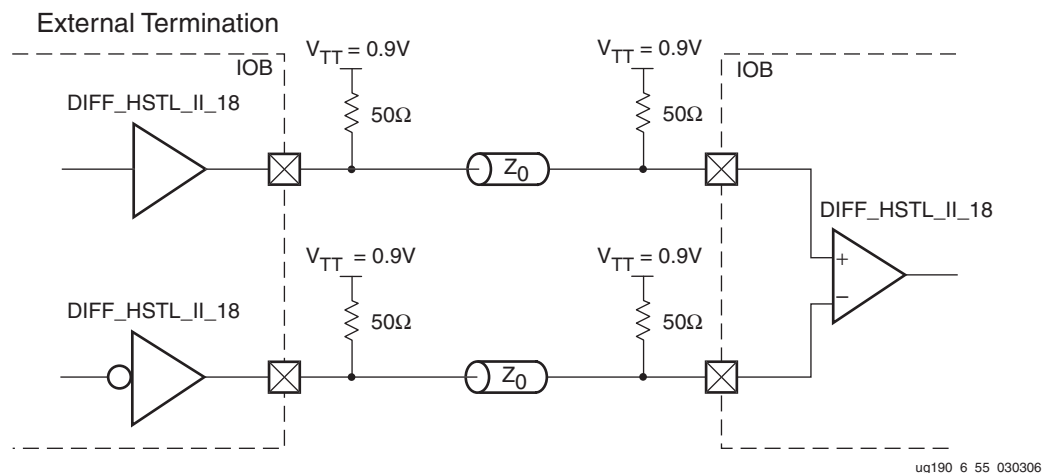 External Termination
IOB
V_TT = 0.9V
V_TT = 0.9V
IOB
DIFF_HSTL_II_18
50Ω
50Ω
Z_0
DIFF_HSTL_II_18
+
−
V_TT = 0.9V
V_TT = 0.9V
DIFF_HSTL_II_18
50Ω
50Ω
Z_0
ug190_6_55_030306